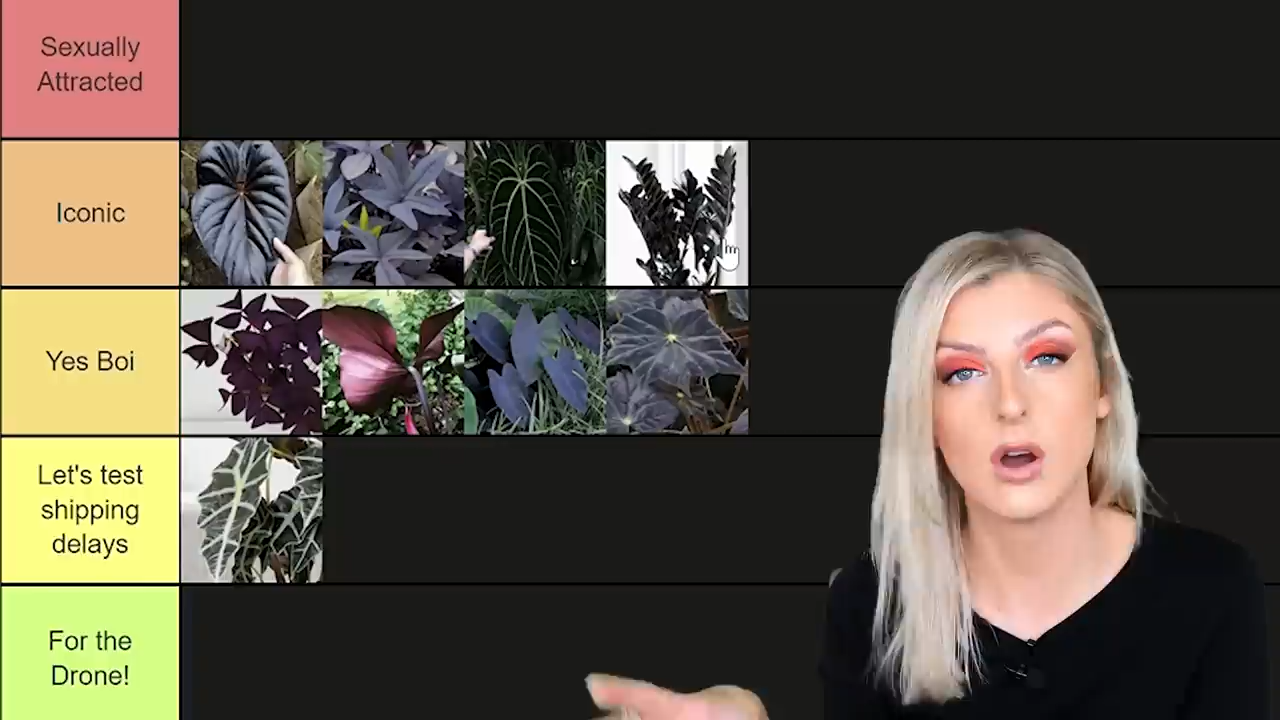 Sexually
Attracted
Iconic
Yes Boi
Let's test
shipping
delays
For the
Drone!